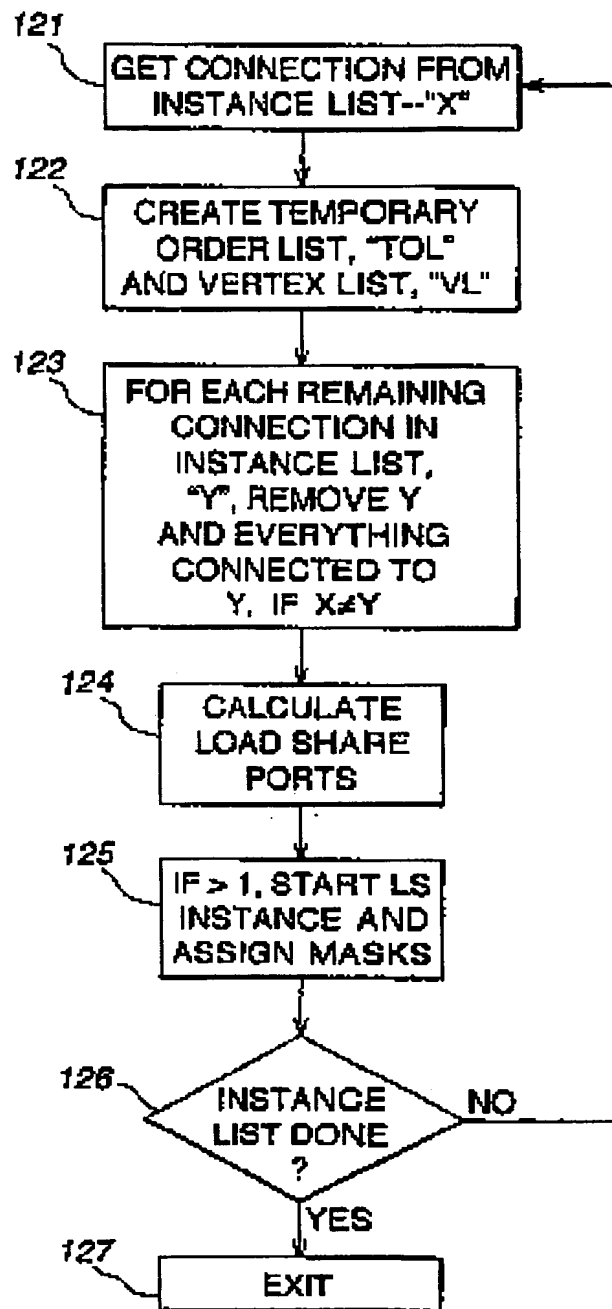 121
GET CONNECTION FROM
INSTANCE LIST--"X"
122
CREATE TEMPORARY
ORDER LIST, "TOL"
AND VERTEX LIST, "VL"
123
FOR EACH REMAINING
CONNECTION IN
INSTANCE LIST,
"Y", REMOVE Y
AND EVERYTHING
CONNECTED TO
Y, IF X≠Y
124
CALCULATE
LOAD SHARE
PORTS
125
IF > 1, START LS
INSTANCE AND
ASSIGN MASKS
126
INSTANCE
LIST DONE
?
NO
YES
127
EXIT